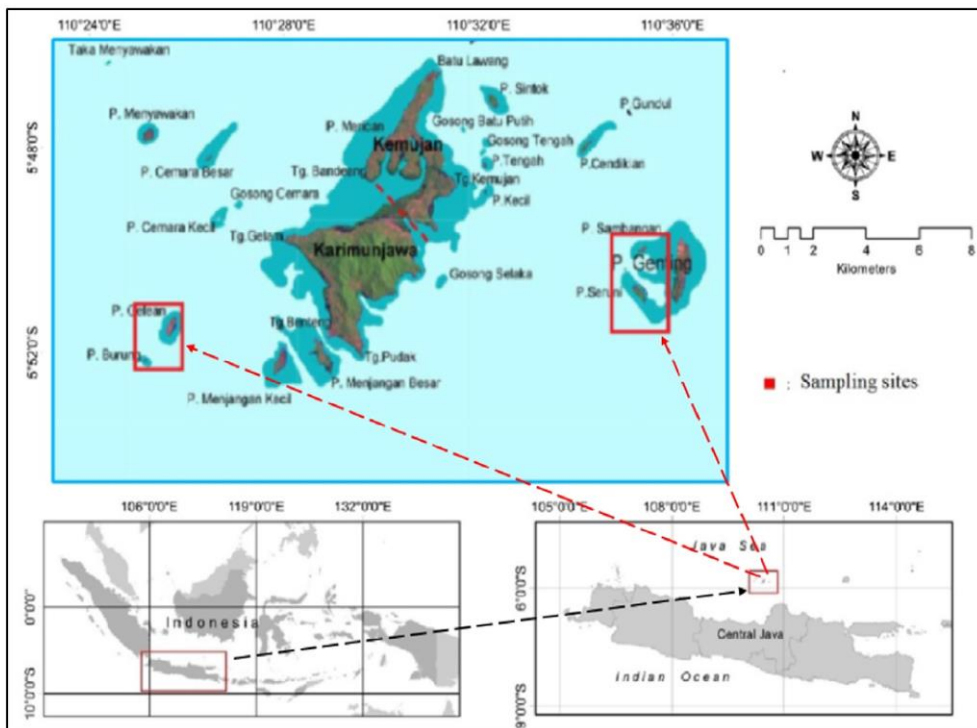 110°24'0"E
110°28'0"E
110°32'0"E
110°36'0"E
Taka Menyawakan
Batu Lawang
P. Sintok
P. Gundul
P. Menyawakan
P. Merican
Gosong Batu Putih
Kemujan
Gosong Tengah
5°48'0"S
P. Cemara Besar
Tg. Bandeang
P. Tengah
P. Cendikian
Tg. Kemujan
Gosong Cemara
P. Kecil
P. Cemara Kecil
Tg. Gelam
Karimunjawa
P. Sambangan
P. Genting
Gosong Selaka
P. Seruni
P. Gelean
Tg. Benteng
5°52'0"S
P. Burung
Tg. Pudak
P. Menjangan Besar
P. Menjangan Kecil
N
W
E
S
0 1 2 4 6 8
Kilometers
: Sampling sites
106°0'0"E
119°0'0"E
132°0'0"E
0°0'0"
Indonesia
10°0'0"S
105°0'0"E
108°0'0"E
111°0'0"E
114°0'0"E
Java Sea
6°0'0"S
Central Java
Indian Ocean
9°0'0"S